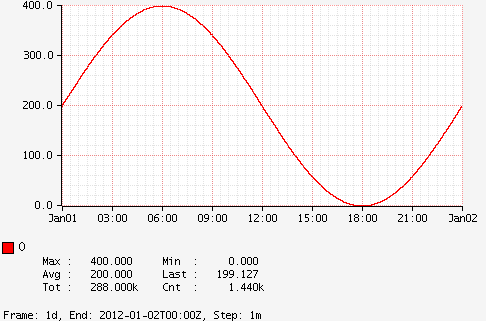 400.0
300.0
200.0
100.0
0.0
Jan01 03:00 06:00 09:00 12:00 15:00 18:00 21:00 Jan02
0
Max : 400.000 Min : 0.000
Avg : 200.000 Last : 199.127
Tot : 288.000k Cnt : 1.440k
Frame: 1d, End: 2012-01-02T00:00Z, Step: 1m